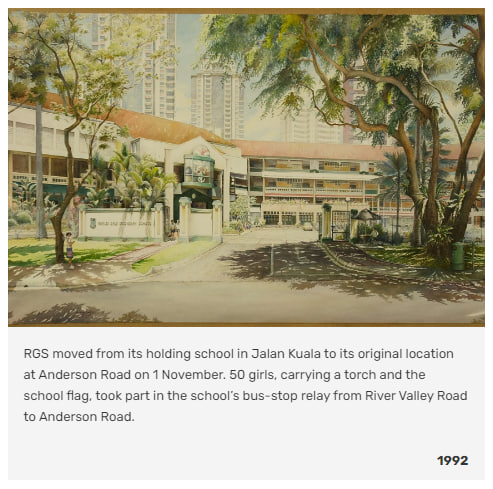 RGS moved from its holding school in Jalan Kuala to its original location
at Anderson Road on 1 November. 50 girls, carrying a torch and the
school flag, took part in the school's bus-stop relay from River Valley Road
to Anderson Road.
1992